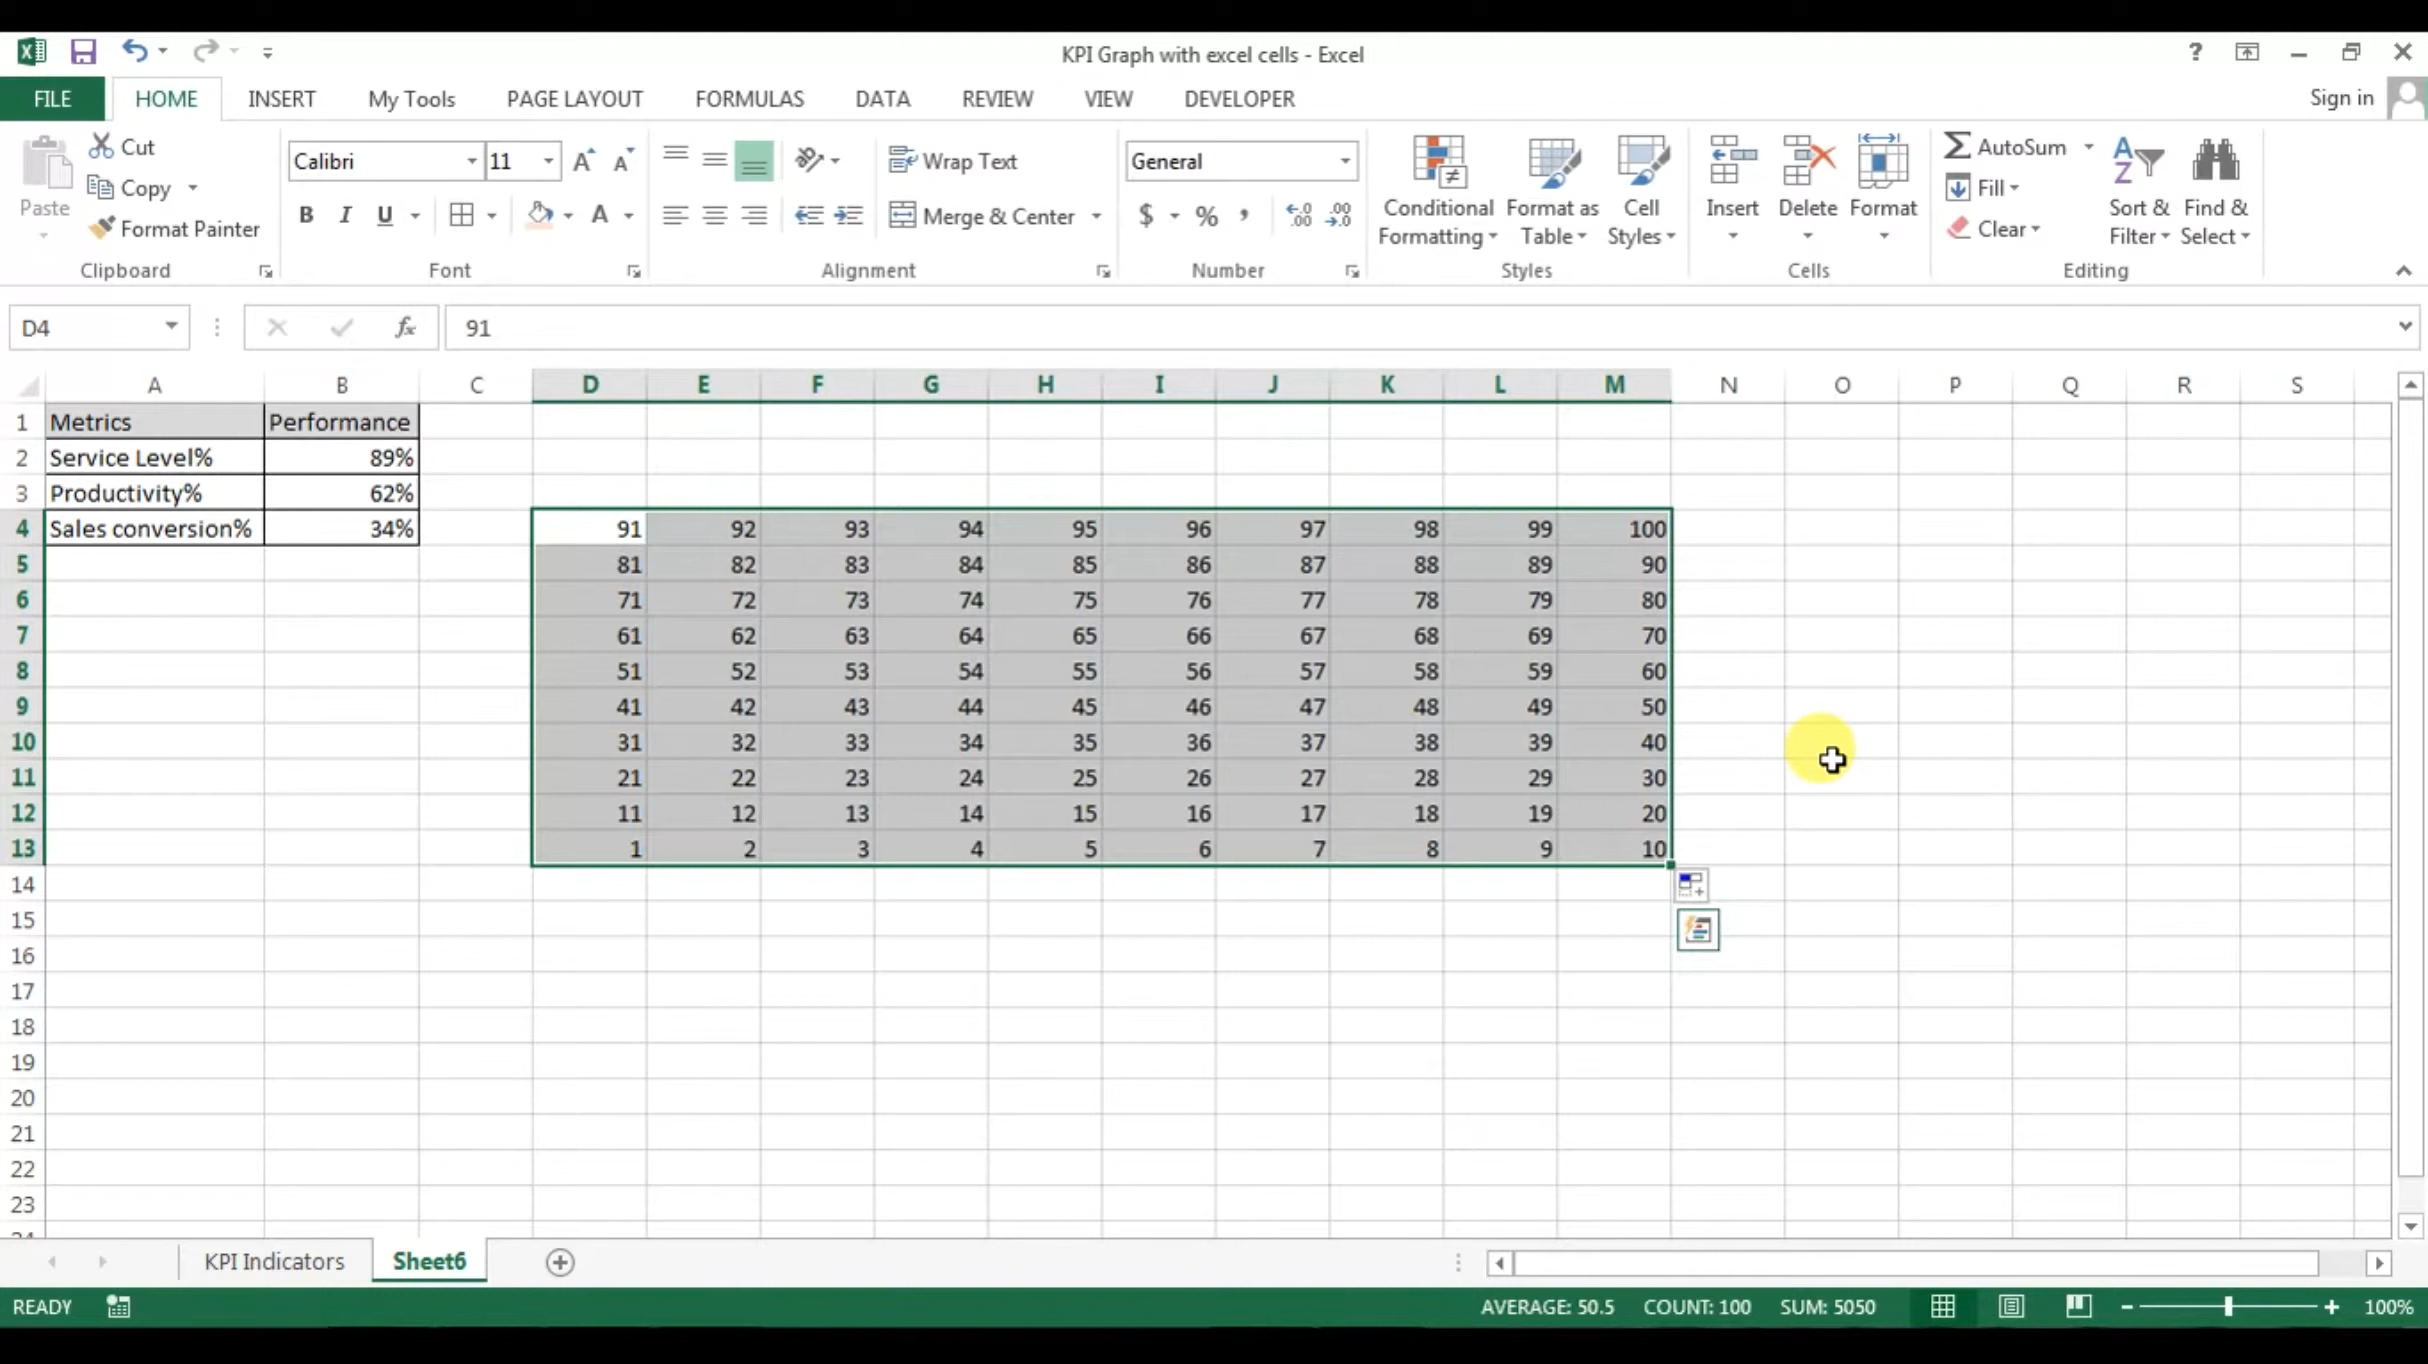 KPI Graph with excel cells - Excel
FILE HOME INSERT My Tools PAGE LAYOUT FORMULAS DATA REVIEW VIEW DEVELOPER Sign in
Paste Cut Copy Format Painter
Clipboard
Calibri 11
B I U A
Font
Wrap Text
Merge & Center
Alignment
General
$ % ,
Number
Conditional Formatting Format as Table Cell Styles
Styles
Insert Delete Format
Cells
AutoSum Fill Clear Sort & Filter Find & Select
Editing
D4 fx 91
A B C D E F G H I J K L M N O P Q R S
1 Metrics Performance
2 Service Level% 89%
3 Productivity% 62%
4 Sales conversion% 34% 91 92 93 94 95 96 97 98 99 100
5 81 82 83 84 85 86 87 88 89 90
6 71 72 73 74 75 76 77 78 79 80
7 61 62 63 64 65 66 67 68 69 70
8 51 52 53 54 55 56 57 58 59 60
9 41 42 43 44 45 46 47 48 49 50
10 31 32 33 34 35 36 37 38 39 40
11 21 22 23 24 25 26 27 28 29 30
12 11 12 13 14 15 16 17 18 19 20
13 1 2 3 4 5 6 7 8 9 10
14
15
16
17
18
19
20
21
22
23
KPI Indicators Sheet6
READY AVERAGE: 50.5 COUNT: 100 SUM: 5050 100%